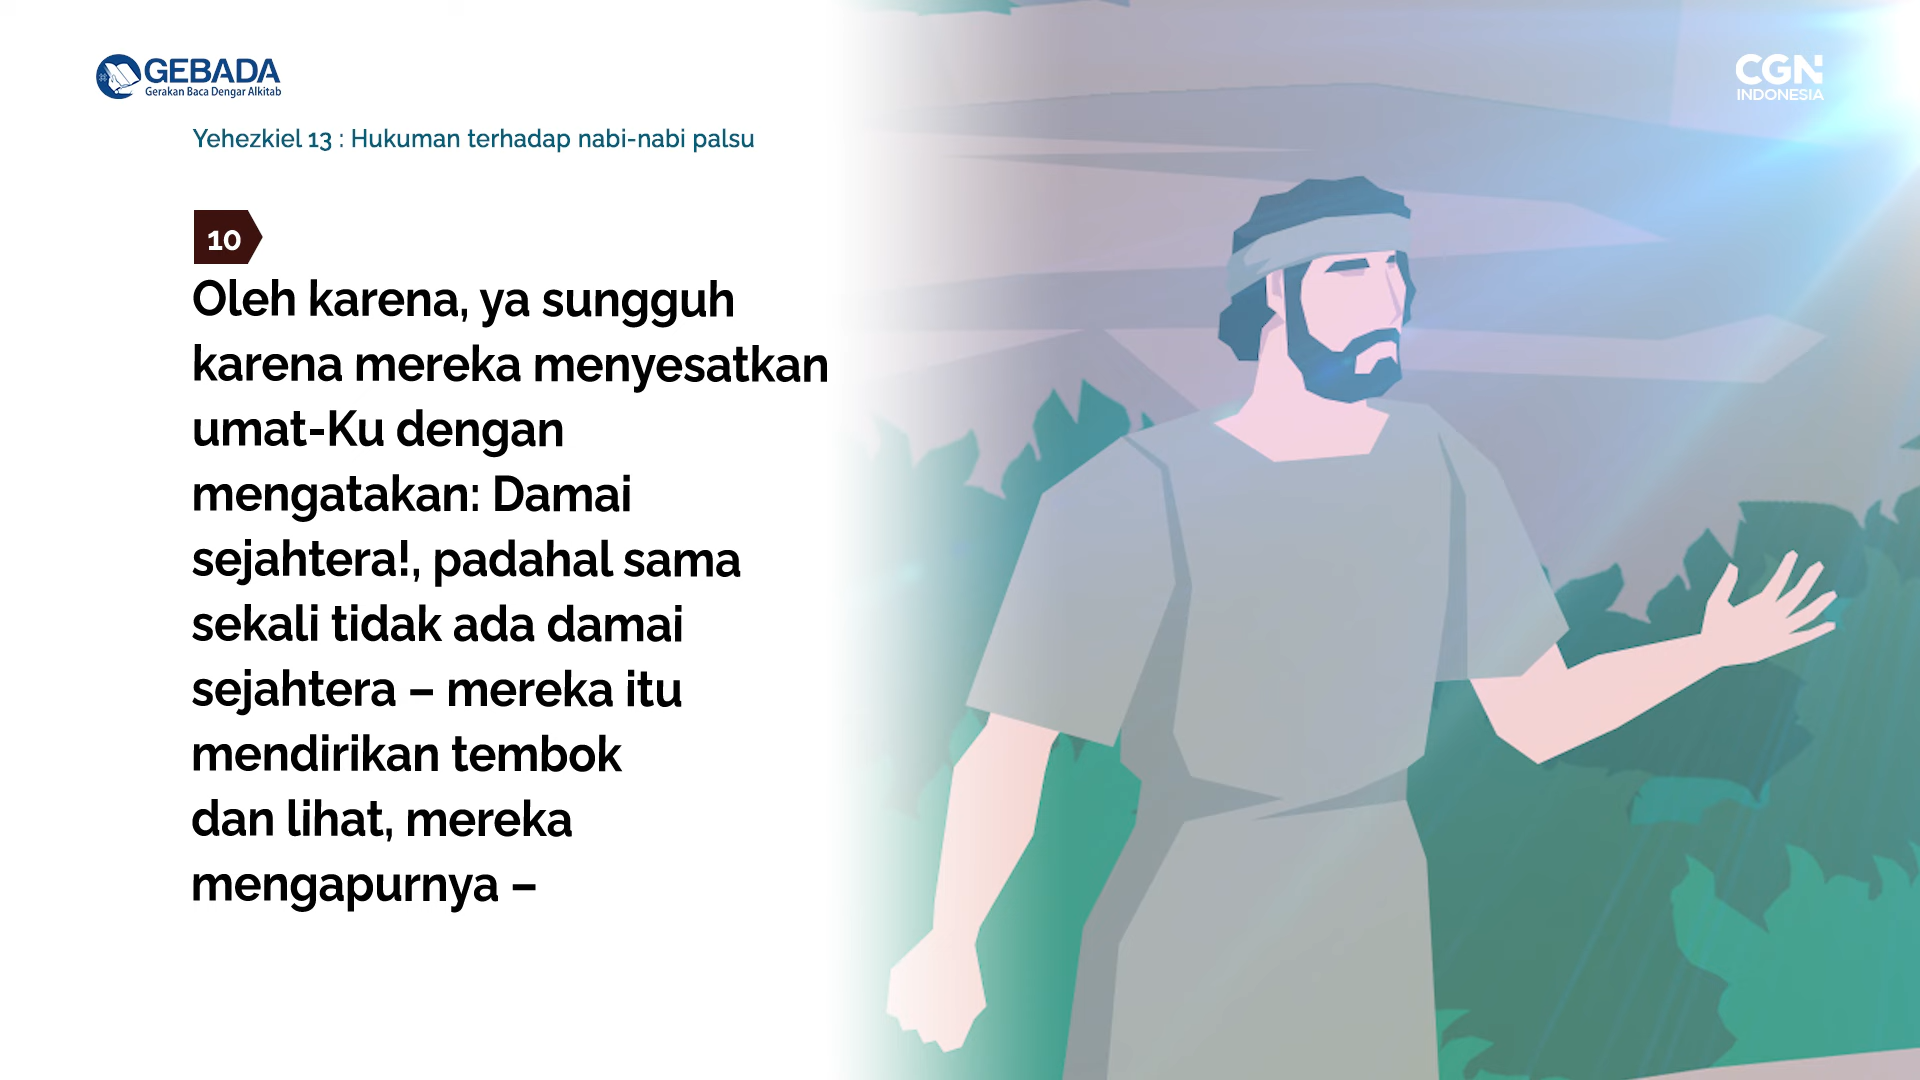 GEBADA
Gerakan Baca Dengar Alkitab
CGN
INDONESIA
Yehezkiel 13 : Hukuman terhadap nabi-nabi palsu
10
Oleh karena, ya sungguh
karena mereka menyesatkan
umat-Ku dengan
mengatakan: Damai
sejahtera!, padahal sama
sekali tidak ada damai
sejahtera – mereka itu
mendirikan tembok
dan lihat, mereka
mengapurnya –